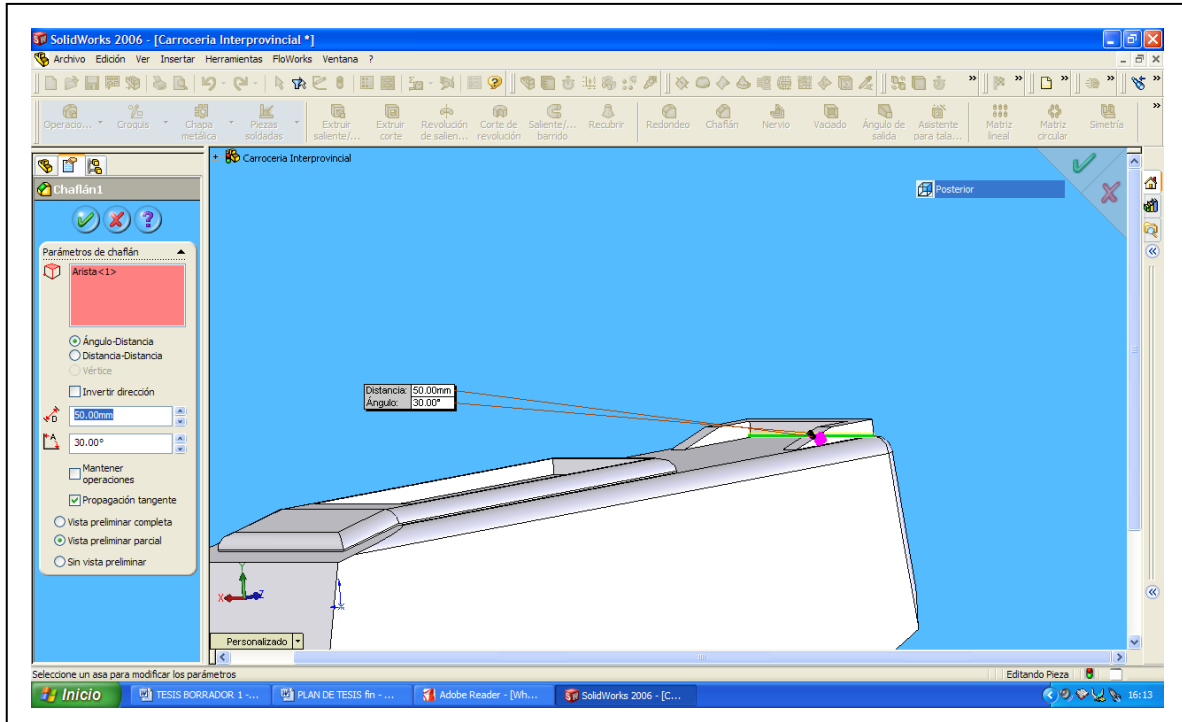 SolidWorks 2006 - [Carroceria Interprovincial *]
Archivo Edición Ver Insertar Herramientas FloWorks Ventana ?
Operacio... Croquis Chapa metálica Piezas soldadas Extruir saliente/... Extruir corte Revolución de salien... Corte de revolución Saliente/... barrido Recubrir Redondeo Chaflán Nervio Vaciado Ángulo de salida Asistente para tala... Matriz lineal Matriz circular Simetría
Carroceria Interprovincial
Chaflán1
Posterior
Parámetros de chaflán
Arista<1>
Ángulo-Distancia
Distancia-Distancia
Vértice
Invertir dirección
D
50.00mm
A
30.00°
Mantener
operaciones
Propagación tangente
Vista preliminar completa
Vista preliminar parcial
Sin vista preliminar
Distancia: 50.00mm
Ángulo: 30.00°
Y
X Z
Personalizado
Seleccione un asa para modificar los parámetros
Editando Pieza
Inicio TESIS BORRADOR 1 -... PLAN DE TESIS fin - ... Adobe Reader - [Wh... SolidWorks 2006 - [C... 16:13